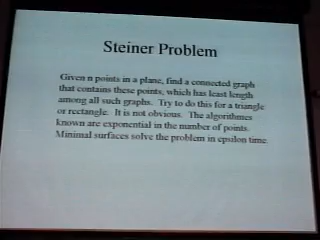 Steiner Problem
Given n points in a plane, find a connected graph
that contains these points, which has least length
among all such graphs. Try to do this for a triangle
or rectangle. It is not obvious. The algorithmes
known are exponential in the number of points.
Minimal surfaces solve the problem in epsilon time.